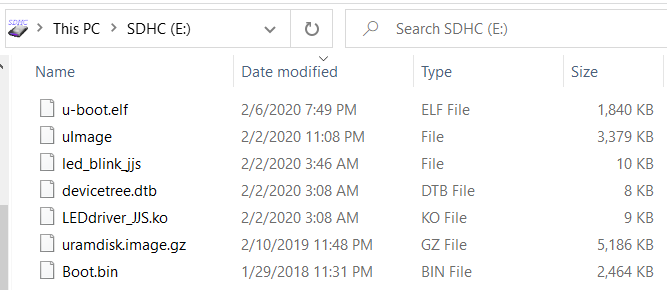 SDHC This PC SDHC (E:) Search SDHC (E:)
Name Date modified Type Size
u-boot.elf 2/6/2020 7:49 PM ELF File 1,840 KB
uImage 2/2/2020 11:08 PM File 3,379 KB
led_blink_jjs 2/2/2020 3:46 AM File 10 KB
devicetree.dtb 2/2/2020 3:08 AM DTB File 8 KB
LEDdriver_JJS.ko 2/2/2020 3:08 AM KO File 9 KB
uramdisk.image.gz 2/10/2019 11:48 PM GZ File 5,186 KB
Boot.bin 1/29/2018 11:31 PM BIN File 2,464 KB